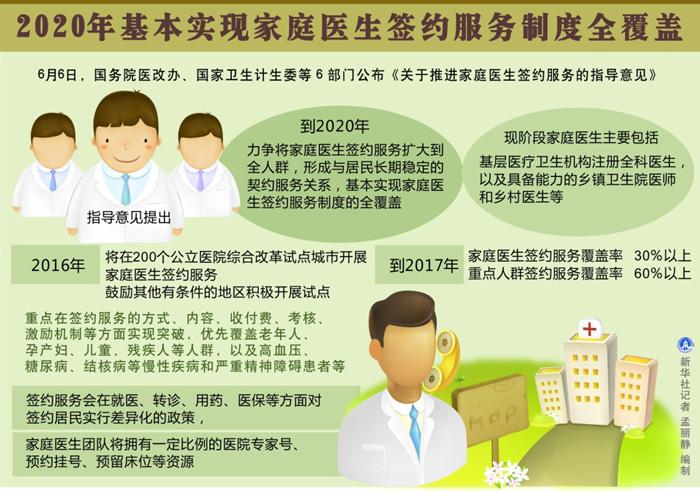 2020年基本实现家庭医生签约服务制度全覆盖
6月6日，国务院医改办、国家卫生计生委等6部门公布《关于推进家庭医生签约服务的指导意见》
指导意见提出
到2020年
力争将家庭医生签约服务扩大到
全人群，形成与居民长期稳定的
契约服务关系，基本实现家庭医
生签约服务制度的全覆盖
现阶段家庭医生主要包括
基层医疗卫生机构注册全科医生，
以及具备能力的乡镇卫生院医师
和乡村医生等
2016年
将在200个公立医院综合改革试点城市开展
家庭医生签约服务
鼓励其他有条件的地区积极开展试点
到2017年
家庭医生签约服务覆盖率 30%以上
重点人群签约服务覆盖率 60%以上
重点在签约服务的方式、内容、收付费、考核、
激励机制等方面实现突破，优先覆盖老年人、
孕产妇、儿童、残疾人等人群，以及高血压、
糖尿病、结核病等慢性疾病和严重精神障碍患者等
签约服务会在就医、转诊、用药、医保等方面对
签约居民实行差异化的政策，
家庭医生团队将拥有一定比例的医院专家号、
预约挂号、预留床位等资源
map
新华社记者 孟丽静 编制